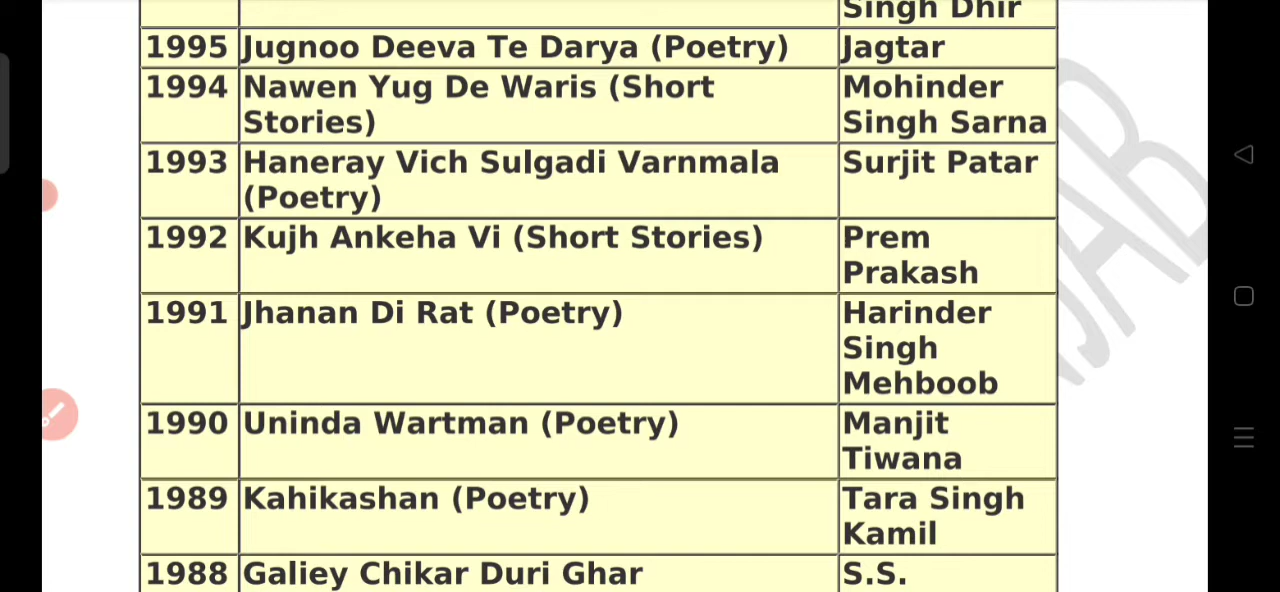 Singh Dhir
1995 Jugnoo Deeva Te Darya (Poetry) Jagtar
1994 Nawen Yug De Waris (Short Mohinder
Stories) Singh Sarna
1993 Haneray Vich Sulgadi Varnmala Surjit Patar
(Poetry)
1992 Kujh Ankeha Vi (Short Stories) Prem
Prakash
1991 Jhanan Di Rat (Poetry) Harinder
Singh
Mehboob
1990 Uninda Wartman (Poetry) Manjit
Tiwana
1989 Kahikashan (Poetry) Tara Singh
Kamil
1988 Galiey Chikar Duri Ghar S.S.